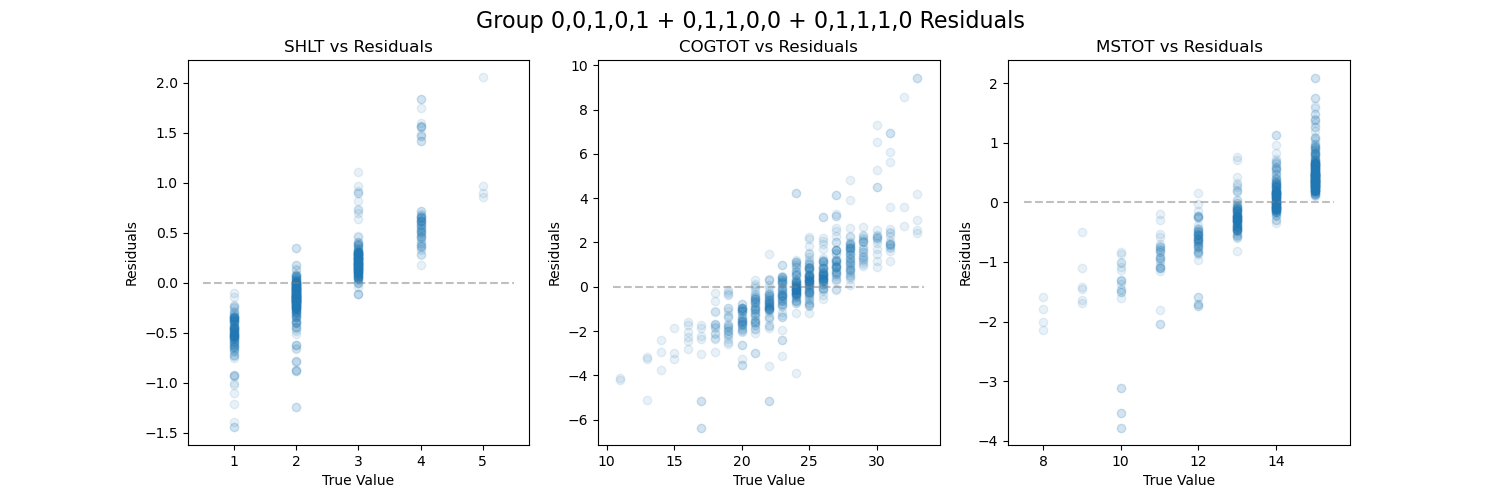 Group 0,0,1,0,1 + 0,1,1,0,0 + 0,1,1,1,0 Residuals
SHLT vs Residuals
Residuals
2.0
1.5
1.0
0.5
0.0
−0.5
−1.0
−1.5
1 2 3 4 5
True Value
COGTOT vs Residuals
Residuals
10
8
6
4
2
0
−2
−4
−6
10 15 20 25 30
True Value
MSTOT vs Residuals
Residuals
2
1
0
−1
−2
−3
−4
8 10 12 14
True Value